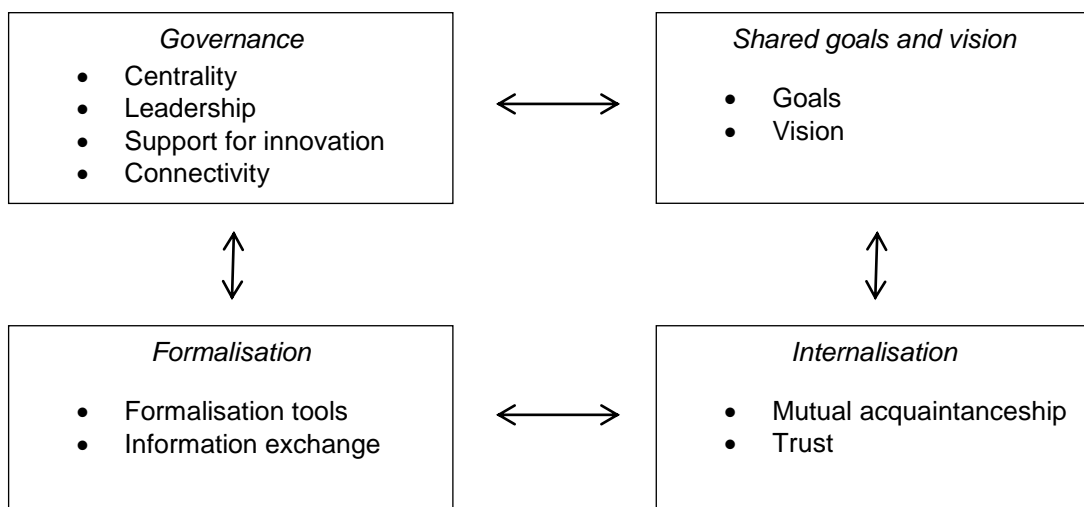 Governance
• Centrality
• Leadership
• Support for innovation
• Connectivity
Shared goals and vision
• Goals
• Vision
Formalisation
• Formalisation tools
• Information exchange
Internalisation
• Mutual acquaintanceship
• Trust